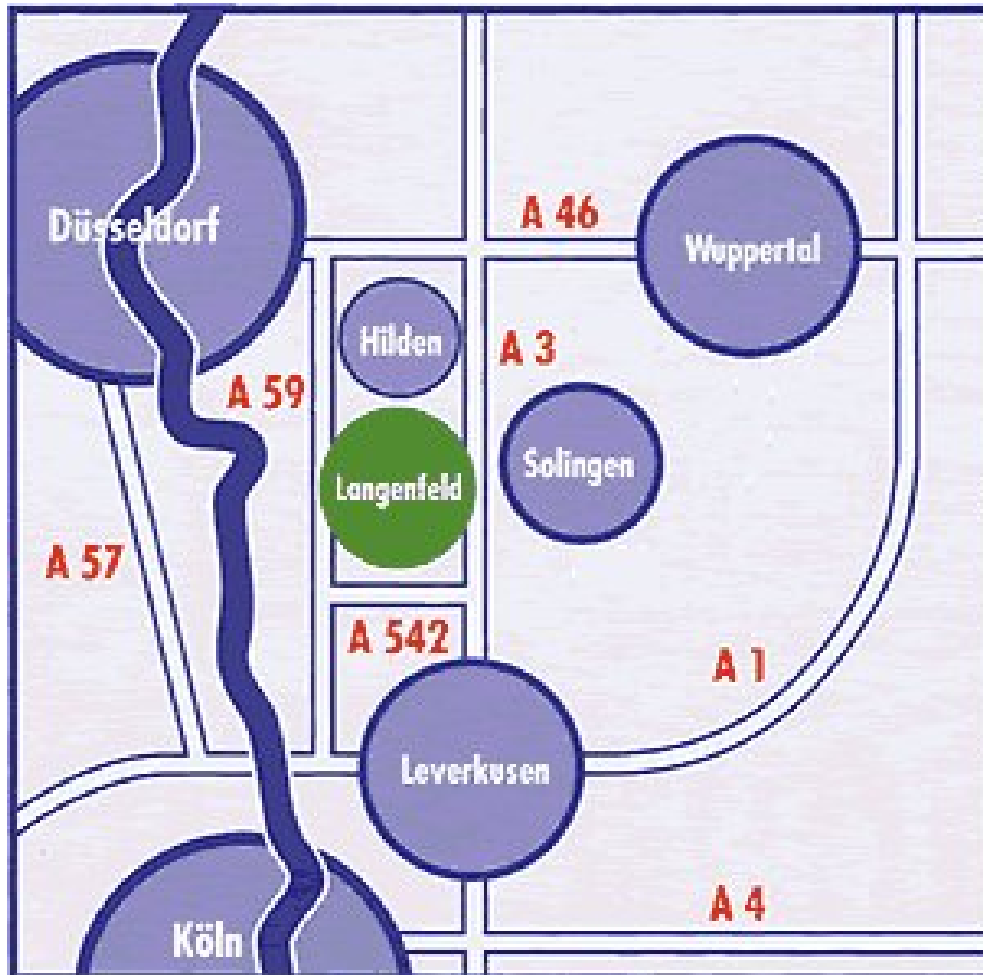 A 46
Düsseldorf
Wuppertal
Hilden
A 3
A 59
Solingen
Langenfeld
A 57
A 542
A 1
Leverkusen
A 4
Köln